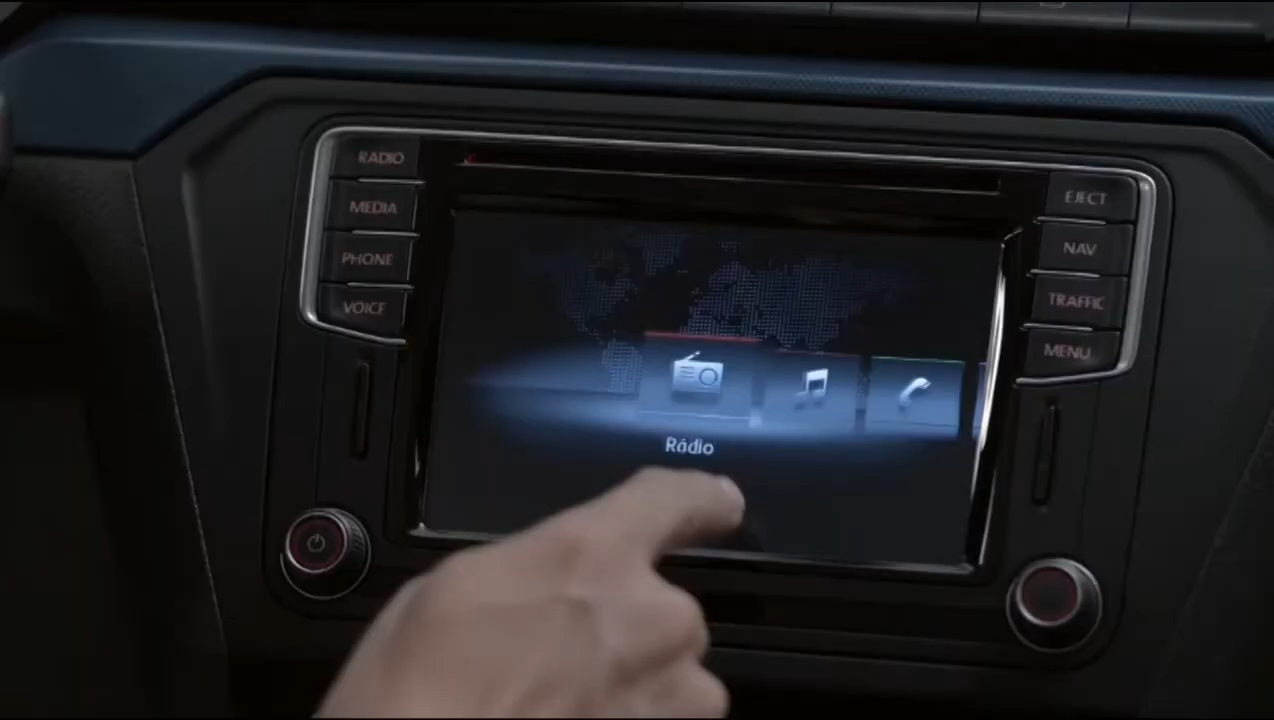 RADIO
MEDIA
PHONE
VOICE
EJECT
NAV
TRAFFIC
MENU
Rádio